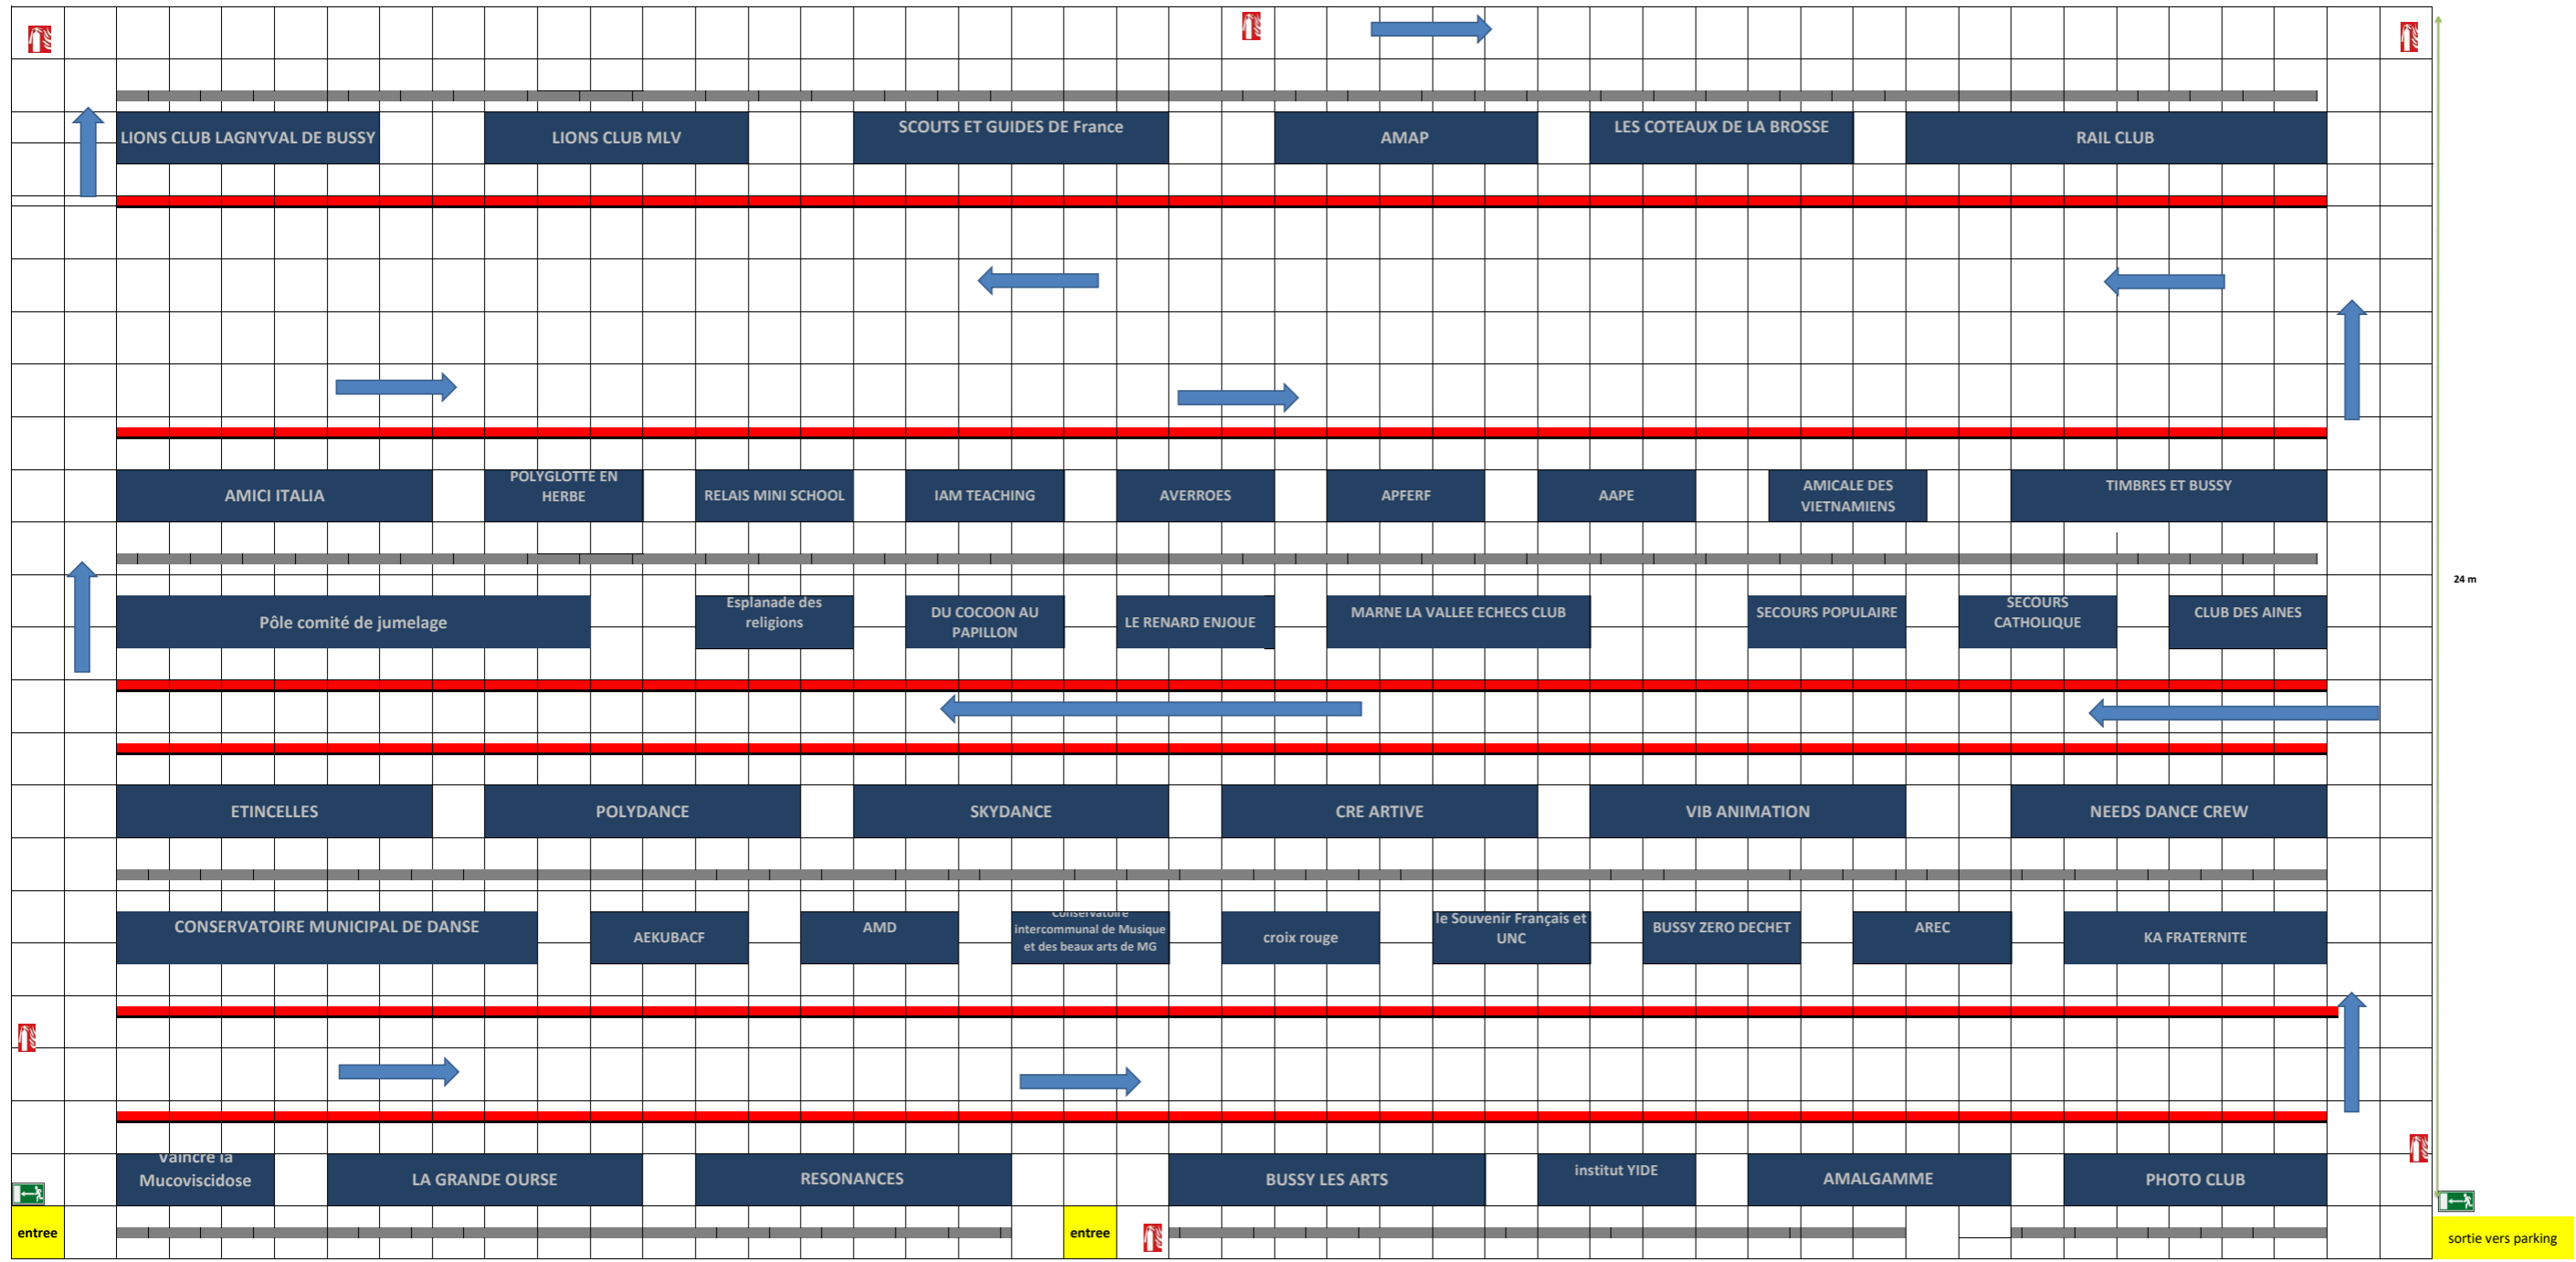 LIONS CLUB LAGNYVAL DE BUSSY
LIONS CLUB MLV
SCOUTS ET GUIDES DE France
AMAP
LES COTEAUX DE LA BROSSE
RAIL CLUB
AMICI ITALIA
POLYGLOTTE EN
HERBE
RELAIS MINI SCHOOL
IAM TEACHING
AVERROES
APFERF
AAPE
AMICALE DES
VIETNAMIENS
TIMBRES ET BUSSY
24 m
Pôle comité de jumelage
Esplanade des
religions
DU COCOON AU
PAPILLON
LE RENARD ENJOUE
MARNE LA VALLEE ECHECS CLUB
SECOURS POPULAIRE
SECOURS
CATHOLIQUE
CLUB DES AINES
ETINCELLES
POLYDANCE
SKYDANCE
CRE ARTIVE
VIB ANIMATION
NEEDS DANCE CREW
CONSERVATOIRE MUNICIPAL DE DANSE
AEKUBACF
AMD
Conservatoire
intercommunal de Musique
et des beaux arts de MG
croix rouge
le Souvenir Français et
UNC
BUSSY ZERO DECHET
AREC
KA FRATERNITE
Vaincre la
Mucoviscidose
LA GRANDE OURSE
RESONANCES
BUSSY LES ARTS
institut YIDE
AMALGAMME
PHOTO CLUB
entree
entree
sortie vers parking